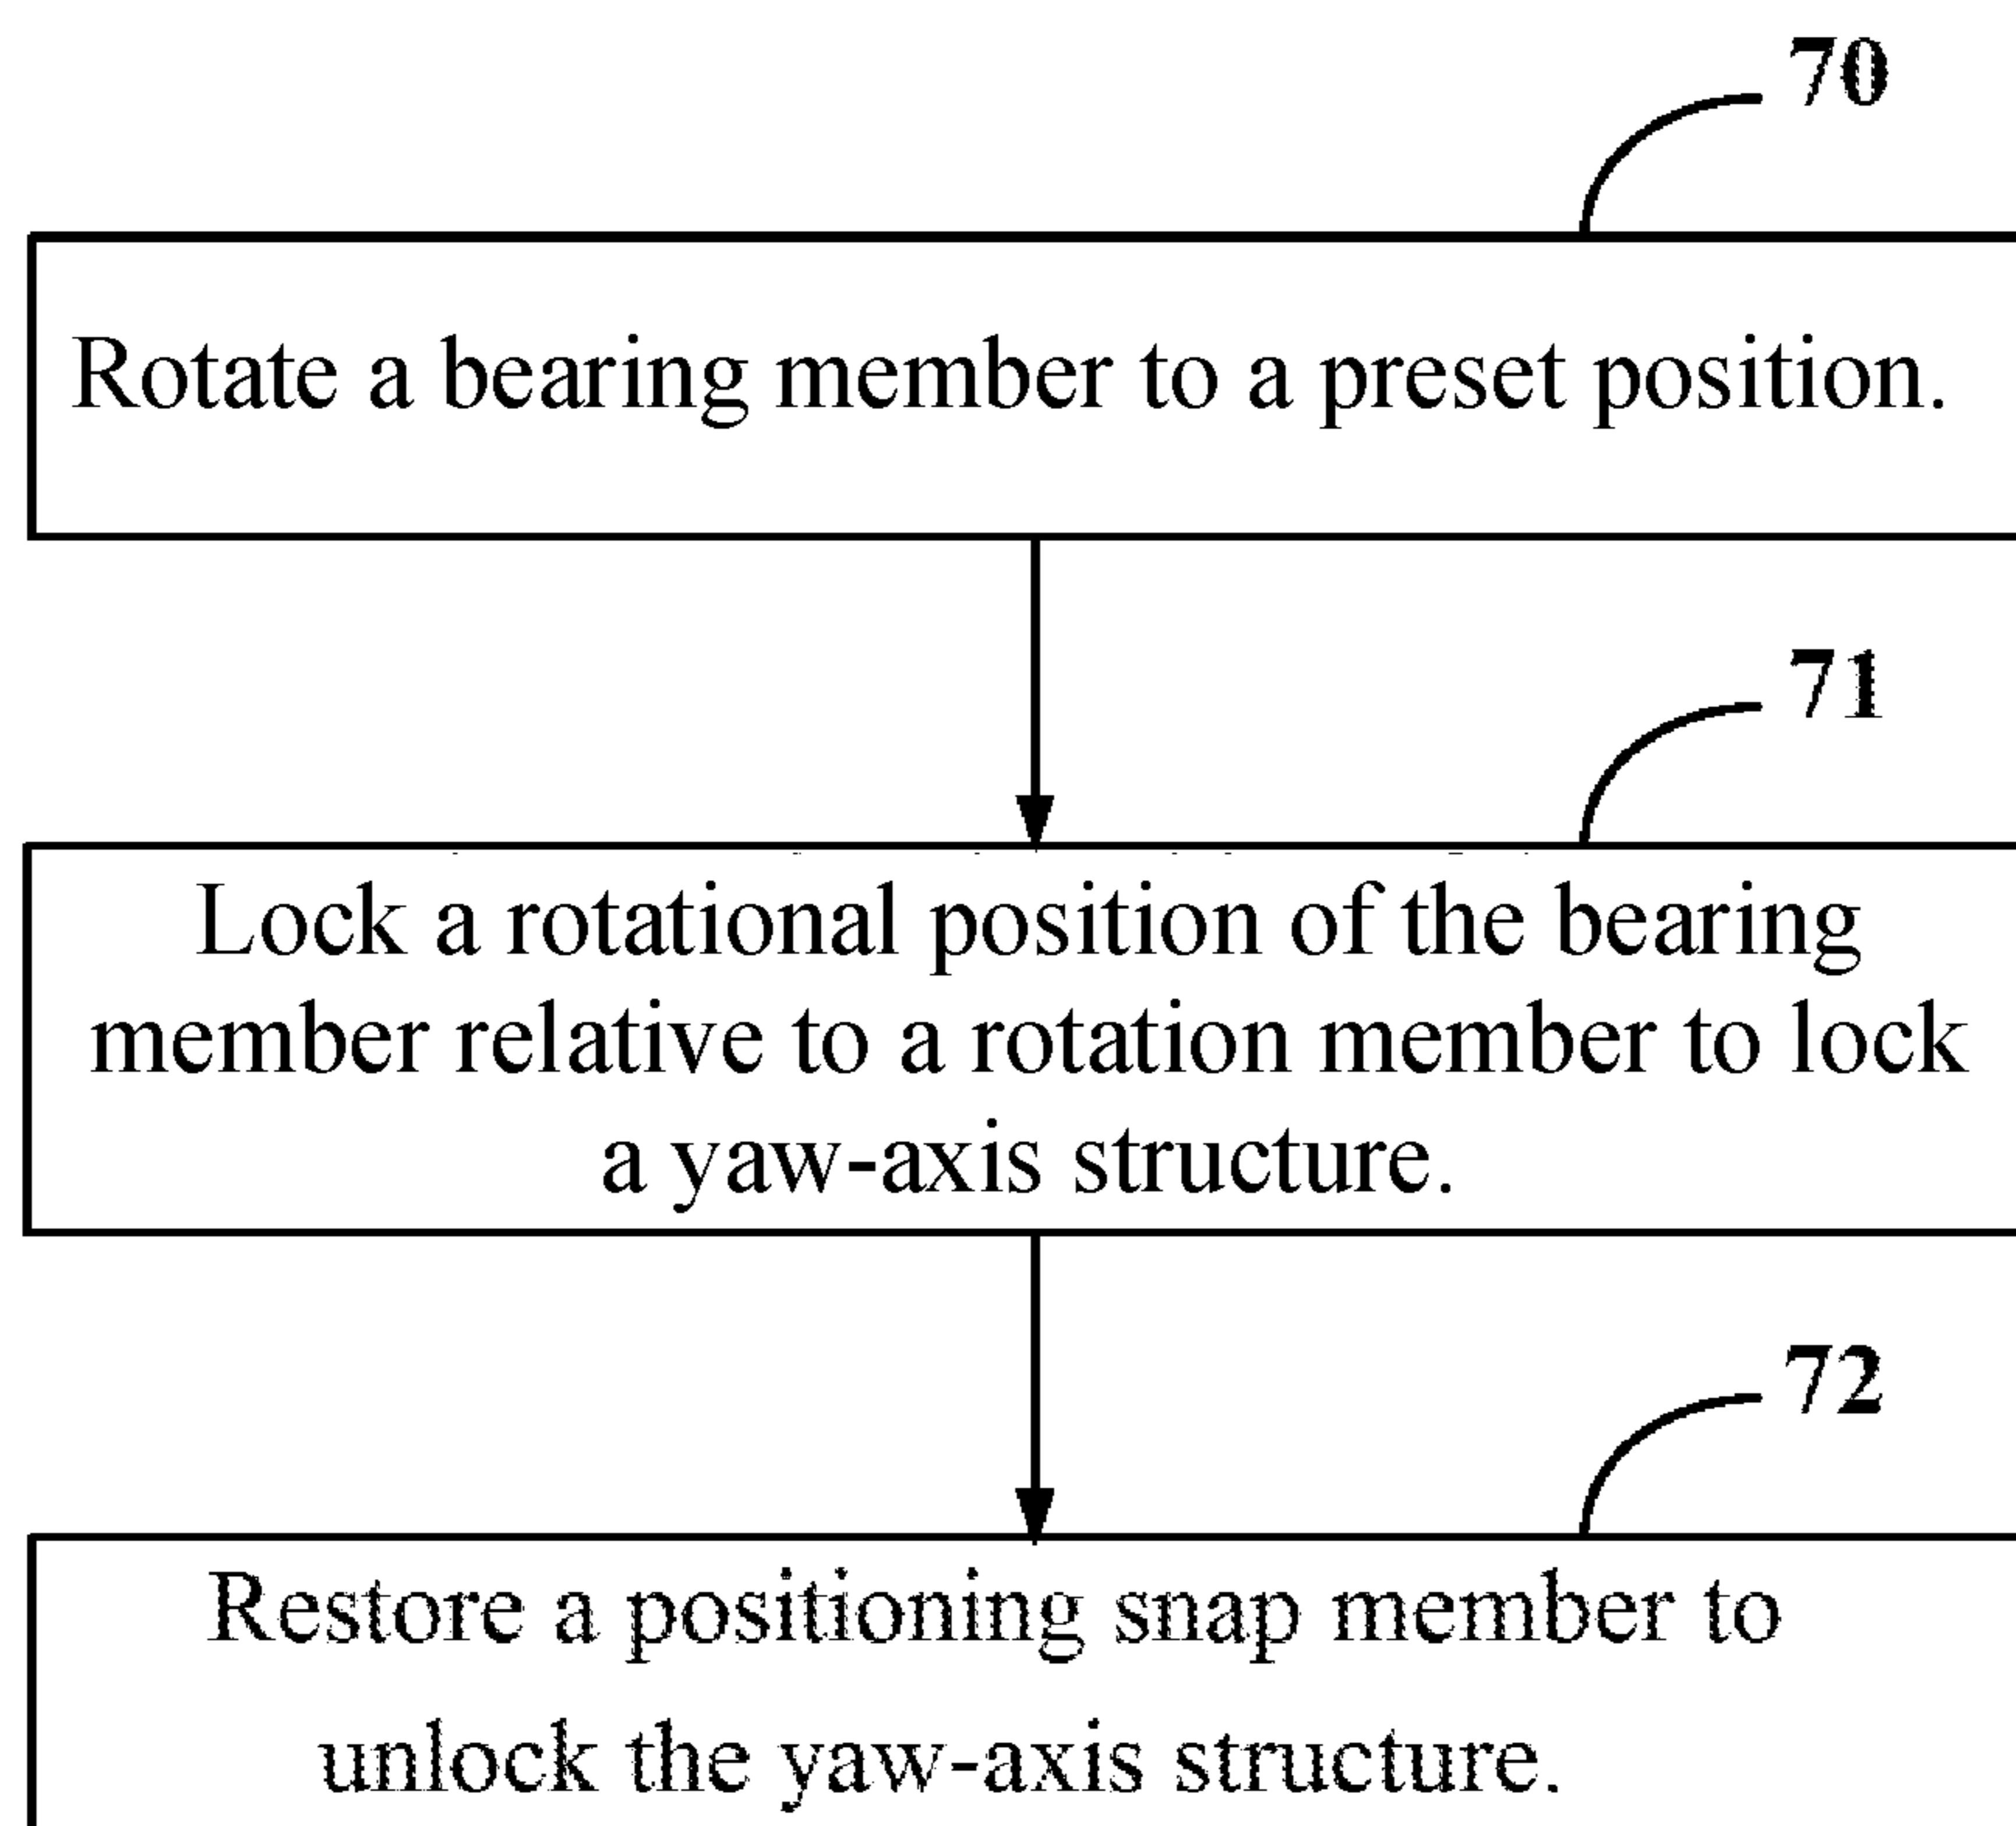 70
Rotate a bearing member to a preset position.
71
Lock a rotational position of the bearing
member relative to a rotation member to lock
a yaw-axis structure.
72
Restore a positioning snap member to
unlock the yaw-axis structure.